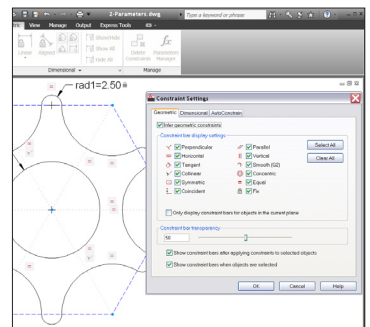 2-Parameters.dwg
Type a keyword or phrase
tric View Manage Output Express Tools
Linear Aligned
Show/Hide
Show All
Hide All
Delete Constraints
fx
Parameters Manager
Dimensional
Manage
rad1=2.50
Constraint Settings
Geometric Dimensional AutoConstrain
Infer geometric constraints
Constraint bar display settings
Perpendicular
Parallel
Select All
Horizontal
Vertical
Clear All
Tangent
Smooth (G2)
Collinear
Concentric
Symmetric
Equal
Coincident
Fix
Only display constraint bars for objects in the current plane
Constraint bar transparency
50
Show constraint bars after applying constraints to selected objects
Show constraint bars when objects are selected
OK
Cancel
Help